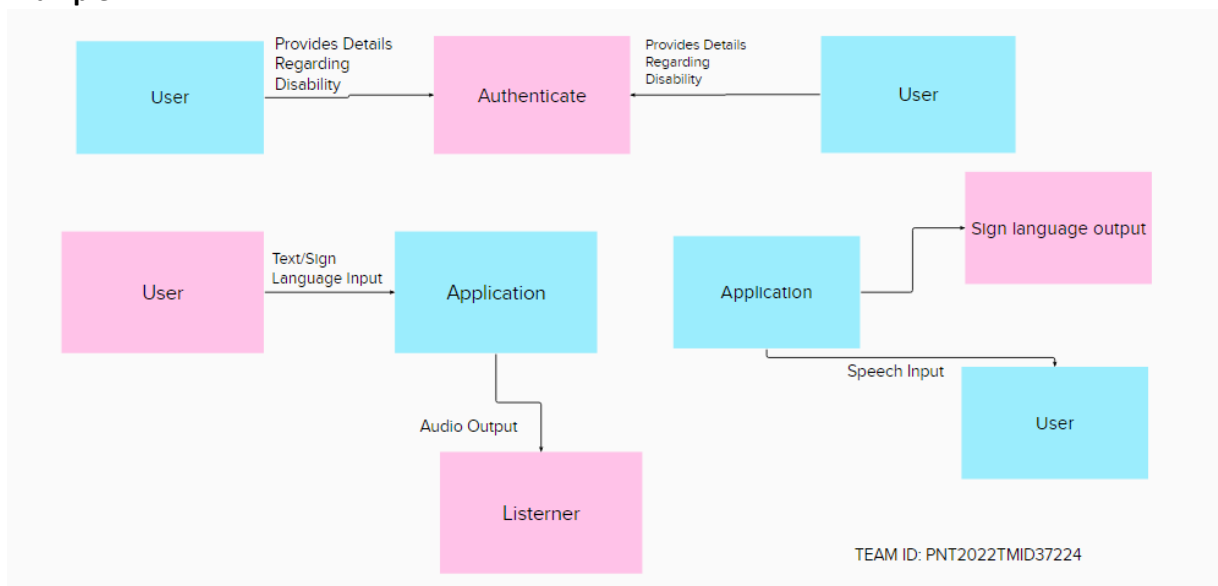 Provides Details
Regarding
Disability
Provides Details
Regarding
Disability
User
Authenticate
User
Sign language output
Text/Sign
Language Input
User
Application
Application
Speech Input
Audio Output
User
Listerner
TEAM ID: PNT2022TMID37224